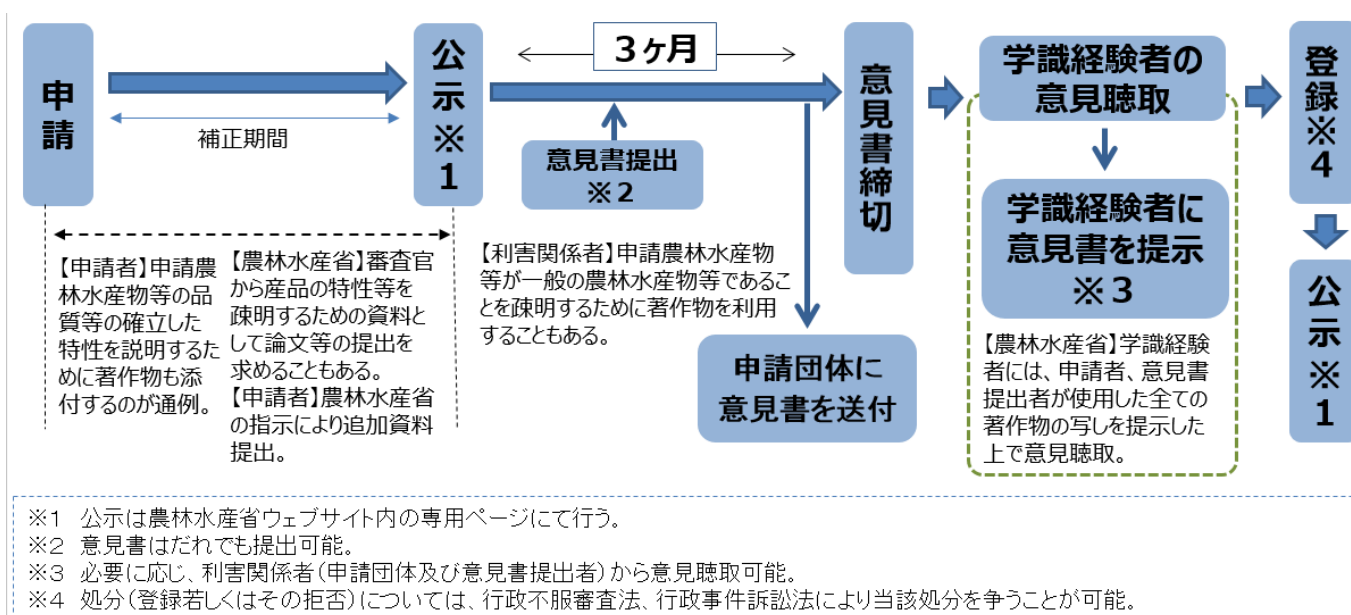 申請
補正期間
公示※1
3ヶ月
意見書提出
※2
意見書締切
学識経験者の
意見聴取
学識経験者に
意見書を提示
※3
登録※4
公示※1
【申請者】申請農
林水産物等の品
質等の確立した
特性を説明するた
めに著作物も添
付するのが通例。
【農林水産省】審査官
から産品の特性等を
疎明するための資料と
して論文等の提出を
求めることもある。
【申請者】農林水産省
の指示により追加資料
提出。
【利害関係者】申請農林水産物
等が一般の農林水産物等であるこ
とを疎明するために著作物を利用
することもある。
申請団体に
意見書を送付
【農林水産省】学識経験
者には、申請者、意見書
提出者が使用した全ての
著作物の写しを提示した
上で意見聴取。
※1 公示は農林水産省ウェブサイト内の専用ページにて行う。
※2 意見書はだれでも提出可能。
※3 必要に応じ、利害関係者(申請団体及び意見書提出者)から意見聴取可能。
※4 処分(登録若しくはその拒否)については、行政不服審査法、行政事件訴訟法により当該処分を争うことが可能。